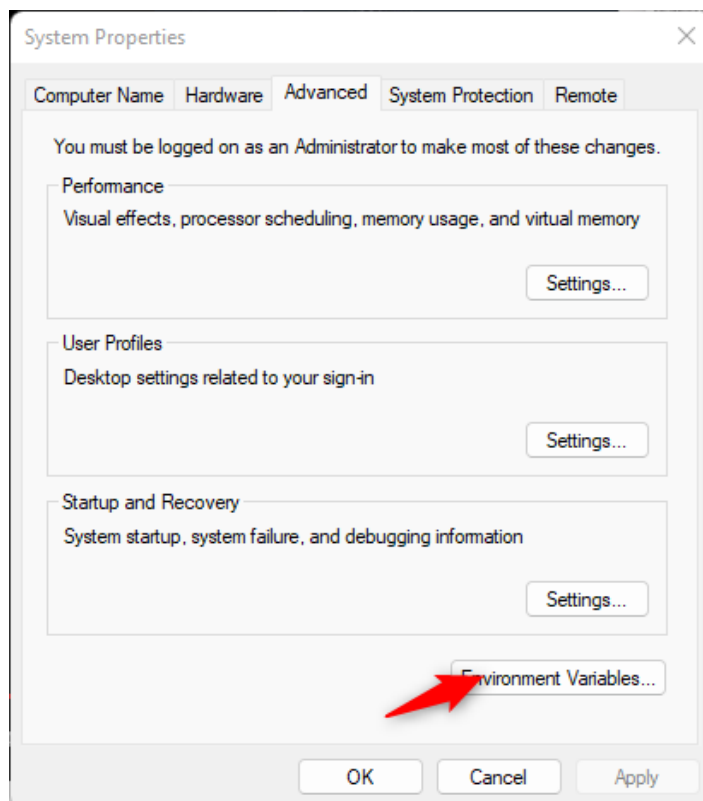 System Properties
Computer Name Hardware Advanced System Protection Remote
You must be logged on as an Administrator to make most of these changes.
Performance
Visual effects, processor scheduling, memory usage, and virtual memory
Settings...
User Profiles
Desktop settings related to your sign-in
Settings...
Startup and Recovery
System startup, system failure, and debugging information
Settings...
Environment Variables...
OK Cancel Apply